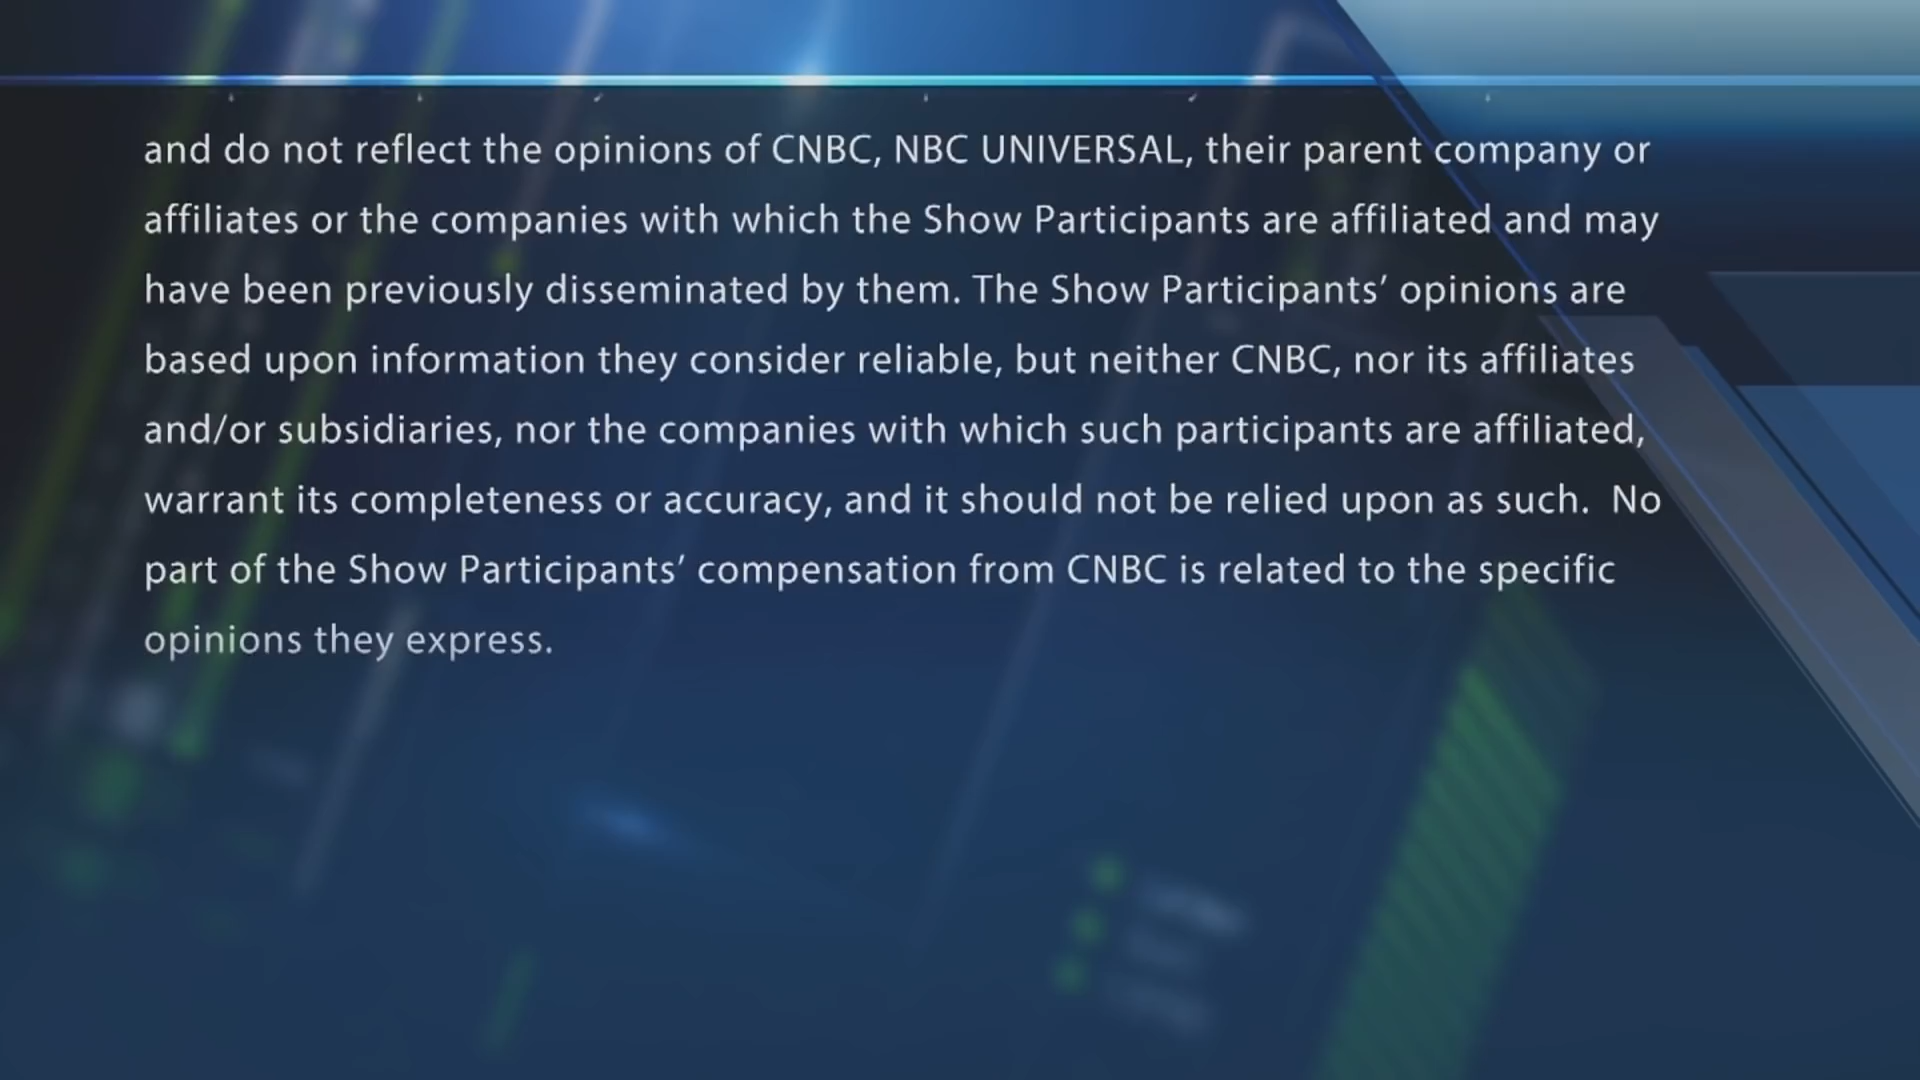 and do not reflect the opinions of CNBC, NBC UNIVERSAL, their parent company or
affiliates or the companies with which the Show Participants are affiliated and may
have been previously disseminated by them. The Show Participants’ opinions are
based upon information they consider reliable, but neither CNBC, nor its affiliates
and/or subsidiaries, nor the companies with which such participants are affiliated,
warrant its completeness or accuracy, and it should not be relied upon as such.  No
part of the Show Participants’ compensation from CNBC is related to the specific
opinions they express.